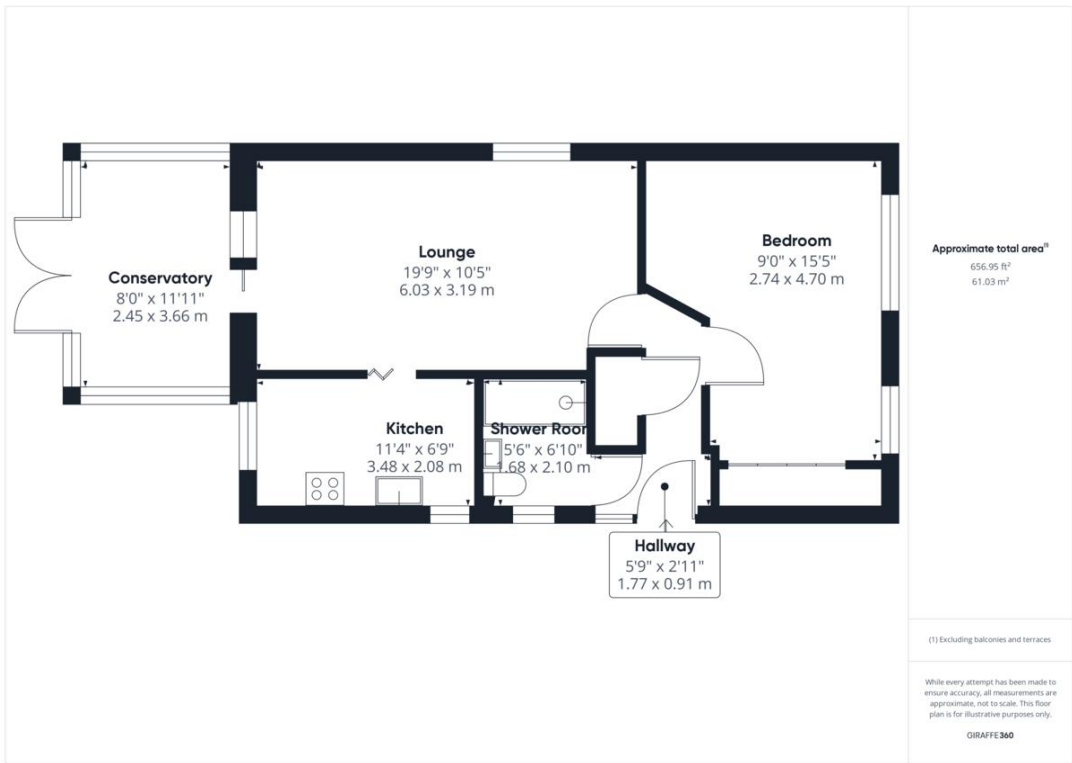 Conservatory
8'0" x 11'11"
2.45 x 3.66 m
Lounge
19'9" x 10'5"
6.03 x 3.19 m
Bedroom
9'0" x 15'5"
2.74 x 4.70 m
Kitchen
11'4" x 6'9"
3.48 x 2.08 m
Shower Room
5'6" x 6'10"
1.68 x 2.10 m
Hallway
5'9" x 2'11"
1.77 x 0.91 m
Approximate total area⁽¹⁾
656.95 ft²
61.03 m²
(1) Excluding balconies and terraces
While every attempt has been made to
ensure accuracy, all measurements are
approximate, not to scale. This floor
plan is for illustrative purposes only.
GIRAFFE360